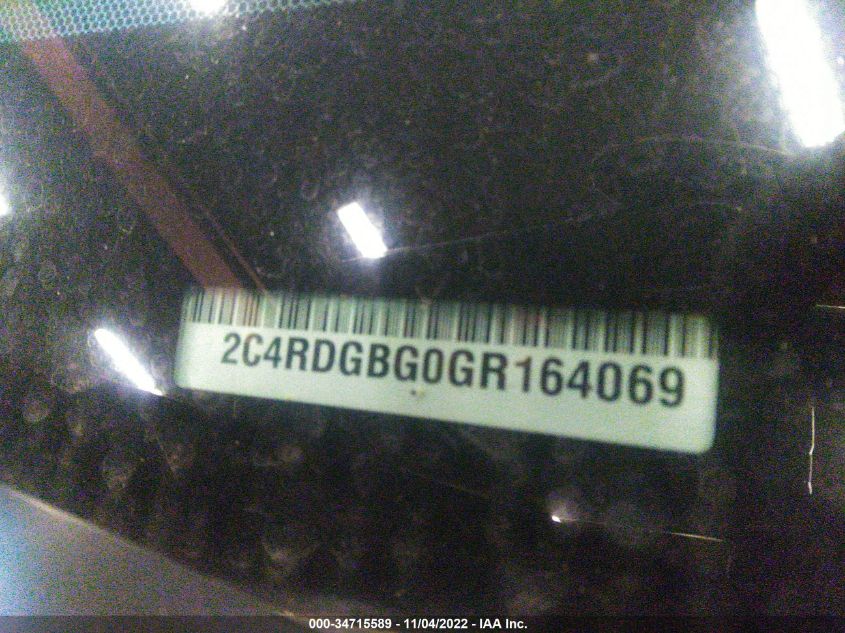 2C4RDGBG0GR164069
000-34715589 - 11/04/2022 - IAA Inc.